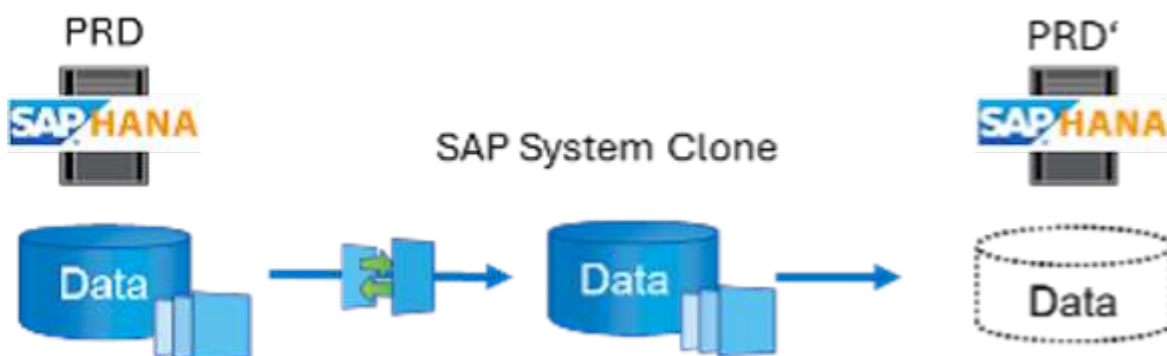 PRD
PRD‘
SAP HANA
SAP HANA
SAP System Clone
Data
Data
Data